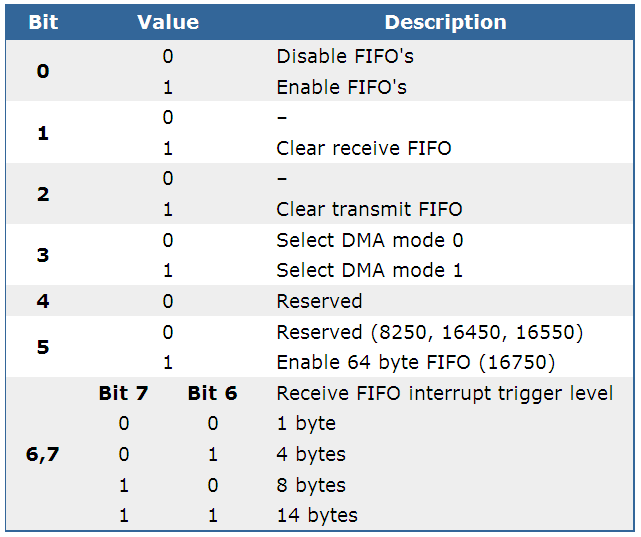 Bit Value Description
0 0 Disable FIFO's
1 Enable FIFO's
1 0 –
1 Clear receive FIFO
2 0 –
1 Clear transmit FIFO
3 0 Select DMA mode 0
1 Select DMA mode 1
4 0 Reserved
5 0 Reserved (8250, 16450, 16550)
1 Enable 64 byte FIFO (16750)
6,7 Bit 7 Bit 6 Receive FIFO interrupt trigger level
0 0 1 byte
0 1 4 bytes
1 0 8 bytes
1 1 14 bytes